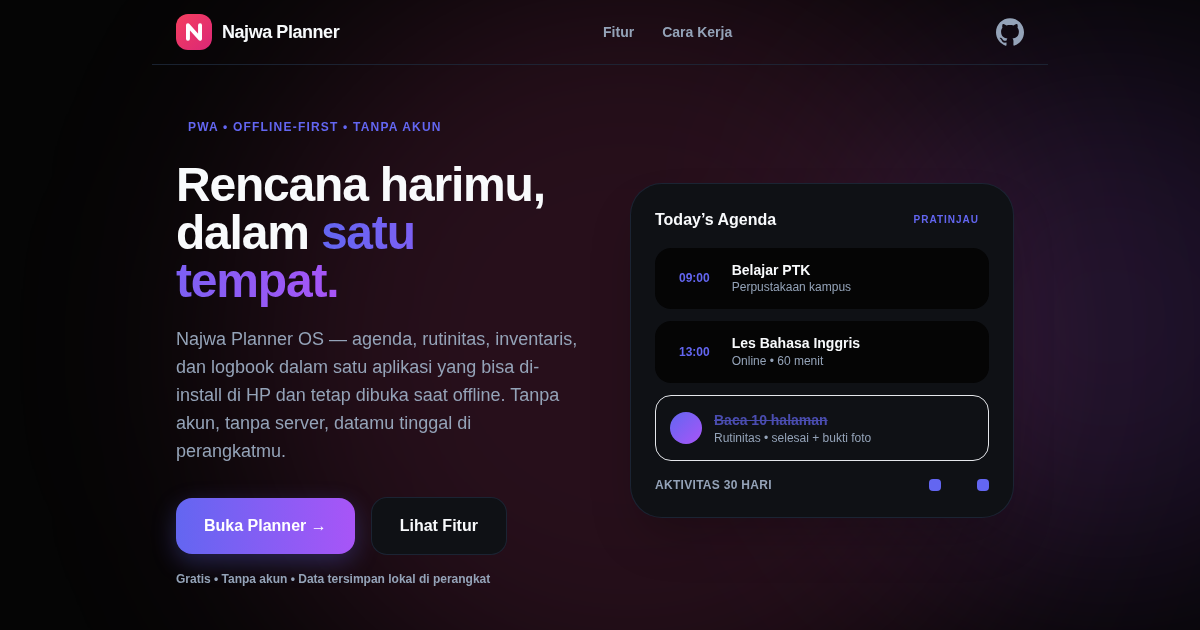 Najwa Planner
Fitur
Cara Kerja
PWA • OFFLINE-FIRST • TANPA AKUN
Rencana harimu,
dalam satu
tempat.
Najwa Planner OS — agenda, rutinitas, inventaris,
dan logbook dalam satu aplikasi yang bisa di-
install di HP dan tetap dibuka saat offline. Tanpa
akun, tanpa server, datamu tinggal di
perangkatmu.
Buka Planner →
Lihat Fitur
Gratis • Tanpa akun • Data tersimpan lokal di perangkat
Today’s Agenda
PRATINJAU
09:00
Belajar PTK
Perpustakaan kampus
13:00
Les Bahasa Inggris
Online • 60 menit
Baca 10 halaman
Rutinitas • selesai + bukti foto
AKTIVITAS 30 HARI